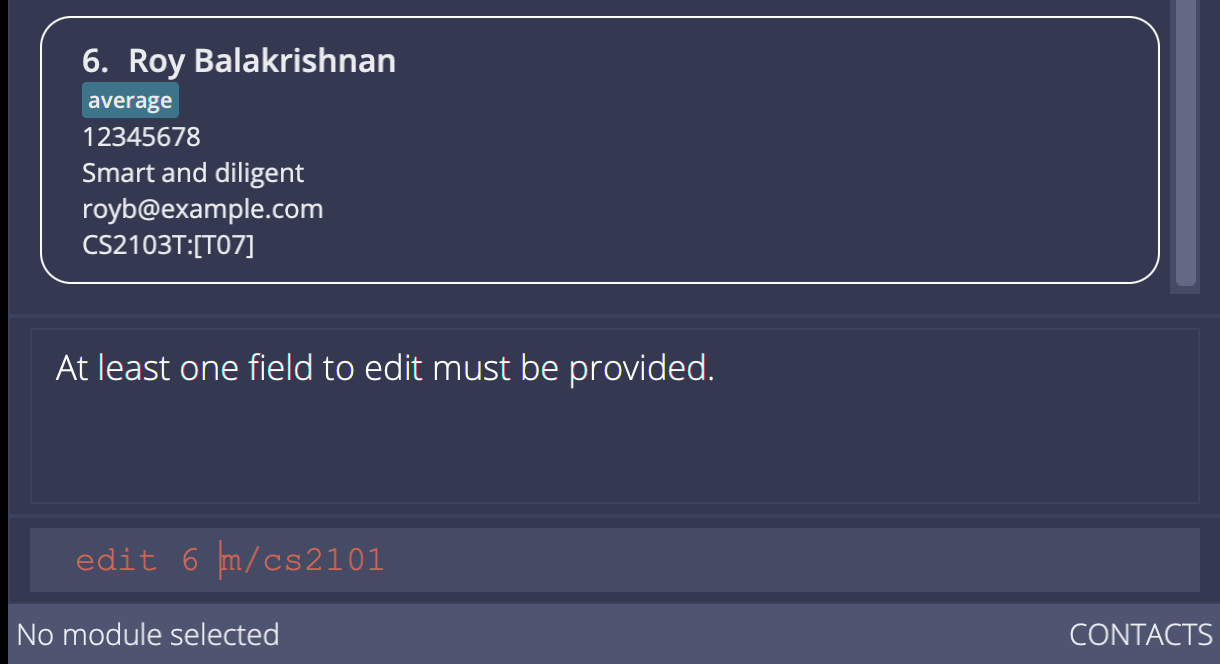 6. Roy Balakrishnan
average
12345678
Smart and diligent
royb@example.com
CS2103T:[T07]
At least one field to edit must be provided.
edit 6 m/cs2101
No module selected
CONTACTS